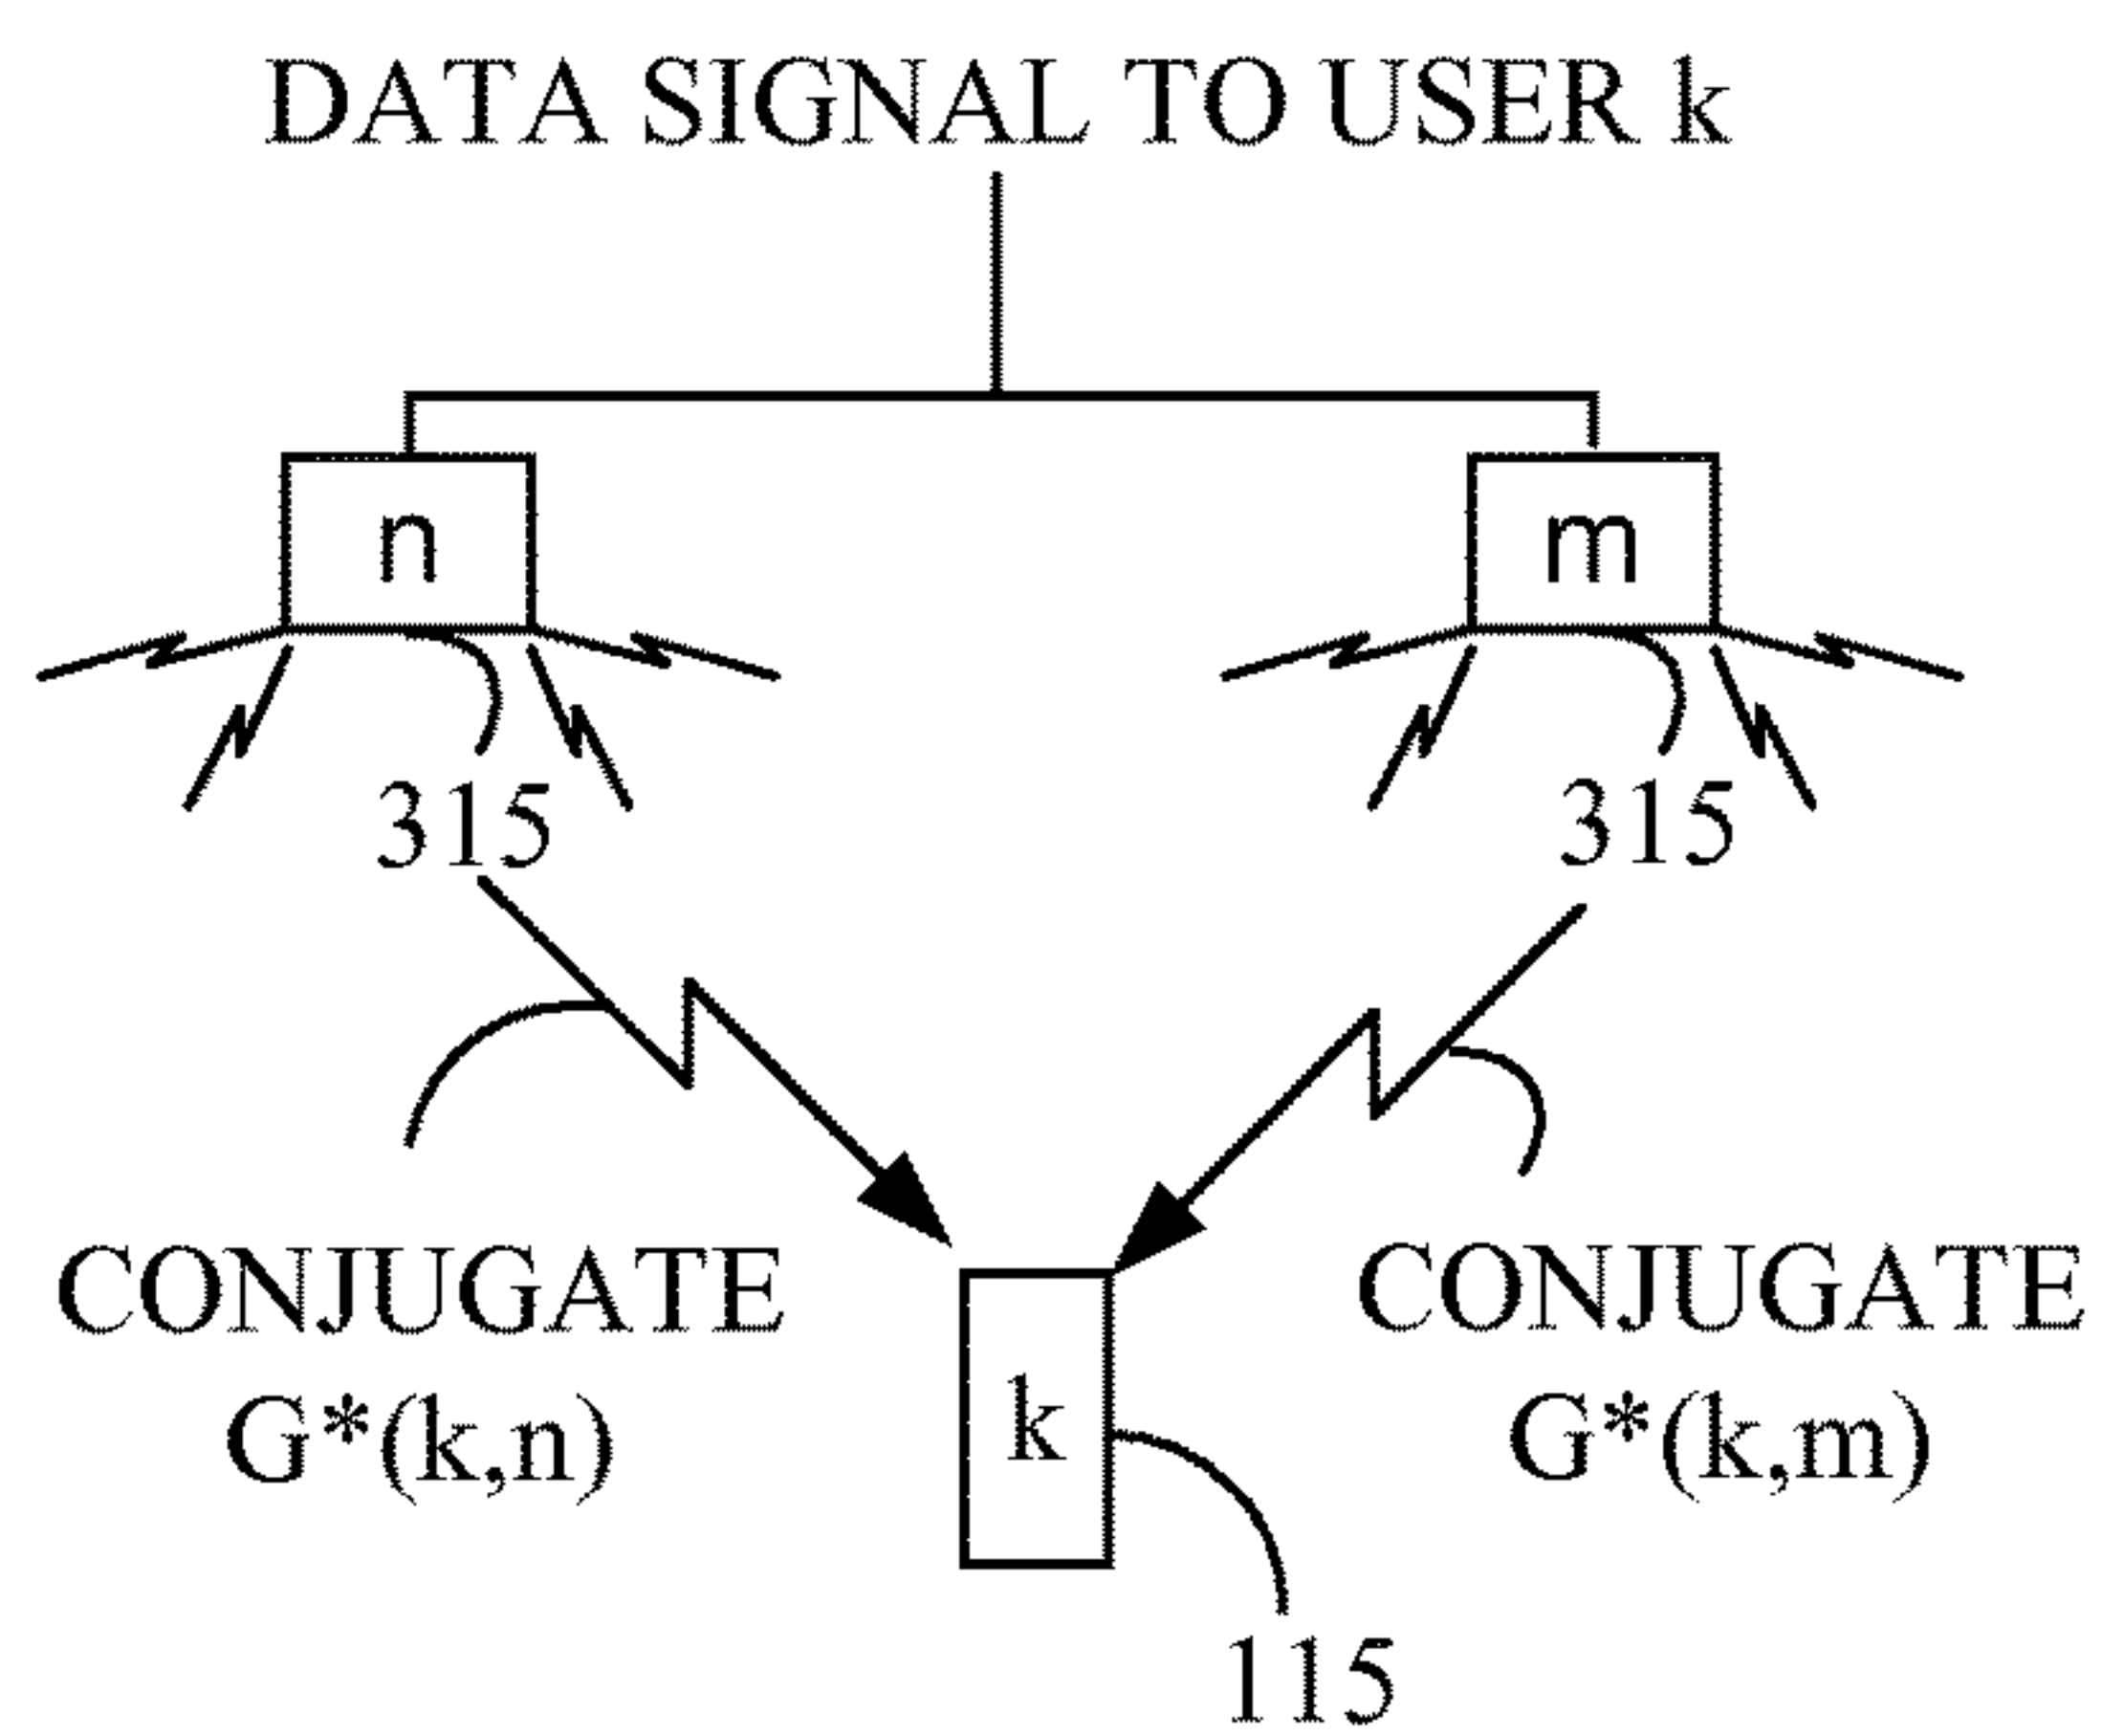 DATA SIGNAL TO USER k
n
m
315
315
CONJUGATE
G*(k,n)
CONJUGATE
G*(k,m)
k
115